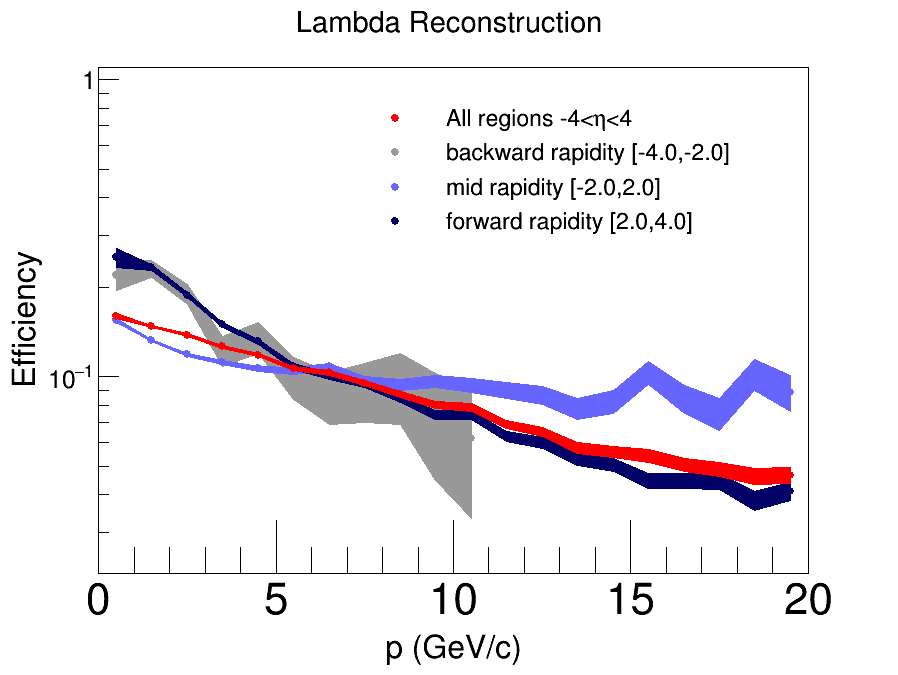 Lambda Reconstruction
1
All regions -4<η<4
backward rapidity [-4.0,-2.0]
mid rapidity [-2.0,2.0]
forward rapidity [2.0,4.0]
Efficiency
10⁻¹
0 5 10 15 20
p (GeV/c)